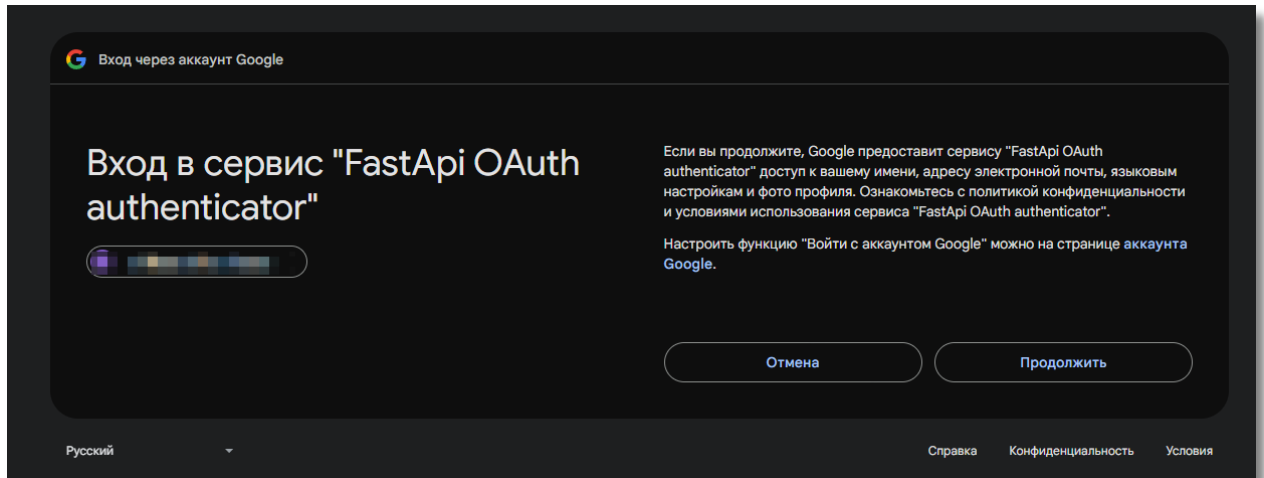 Вход через аккаунт Google
Вход в сервис "FastApi OAuth
authenticator"
Если вы продолжите, Google предоставит сервису "FastApi OAuth
authenticator" доступ к вашему имени, адресу электронной почты, языковым
настройкам и фото профиля. Ознакомьтесь с политикой конфиденциальности
и условиями использования сервиса "FastApi OAuth authenticator".
Настроить функцию "Войти с аккаунтом Google" можно на странице аккаунта
Google.
Отмена
Продолжить
Русский
Справка
Конфиденциальность
Условия